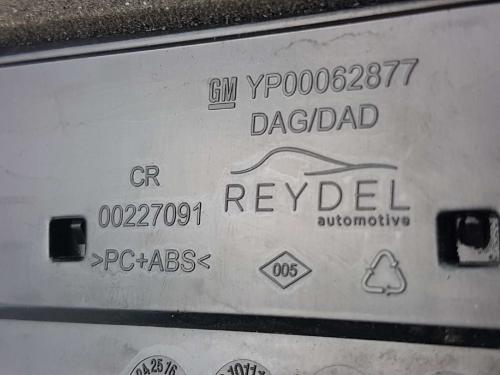 GM YP00062877
DAG/DAD
CR
REYDEL
00227091
automotive
>PC+ABS<
005